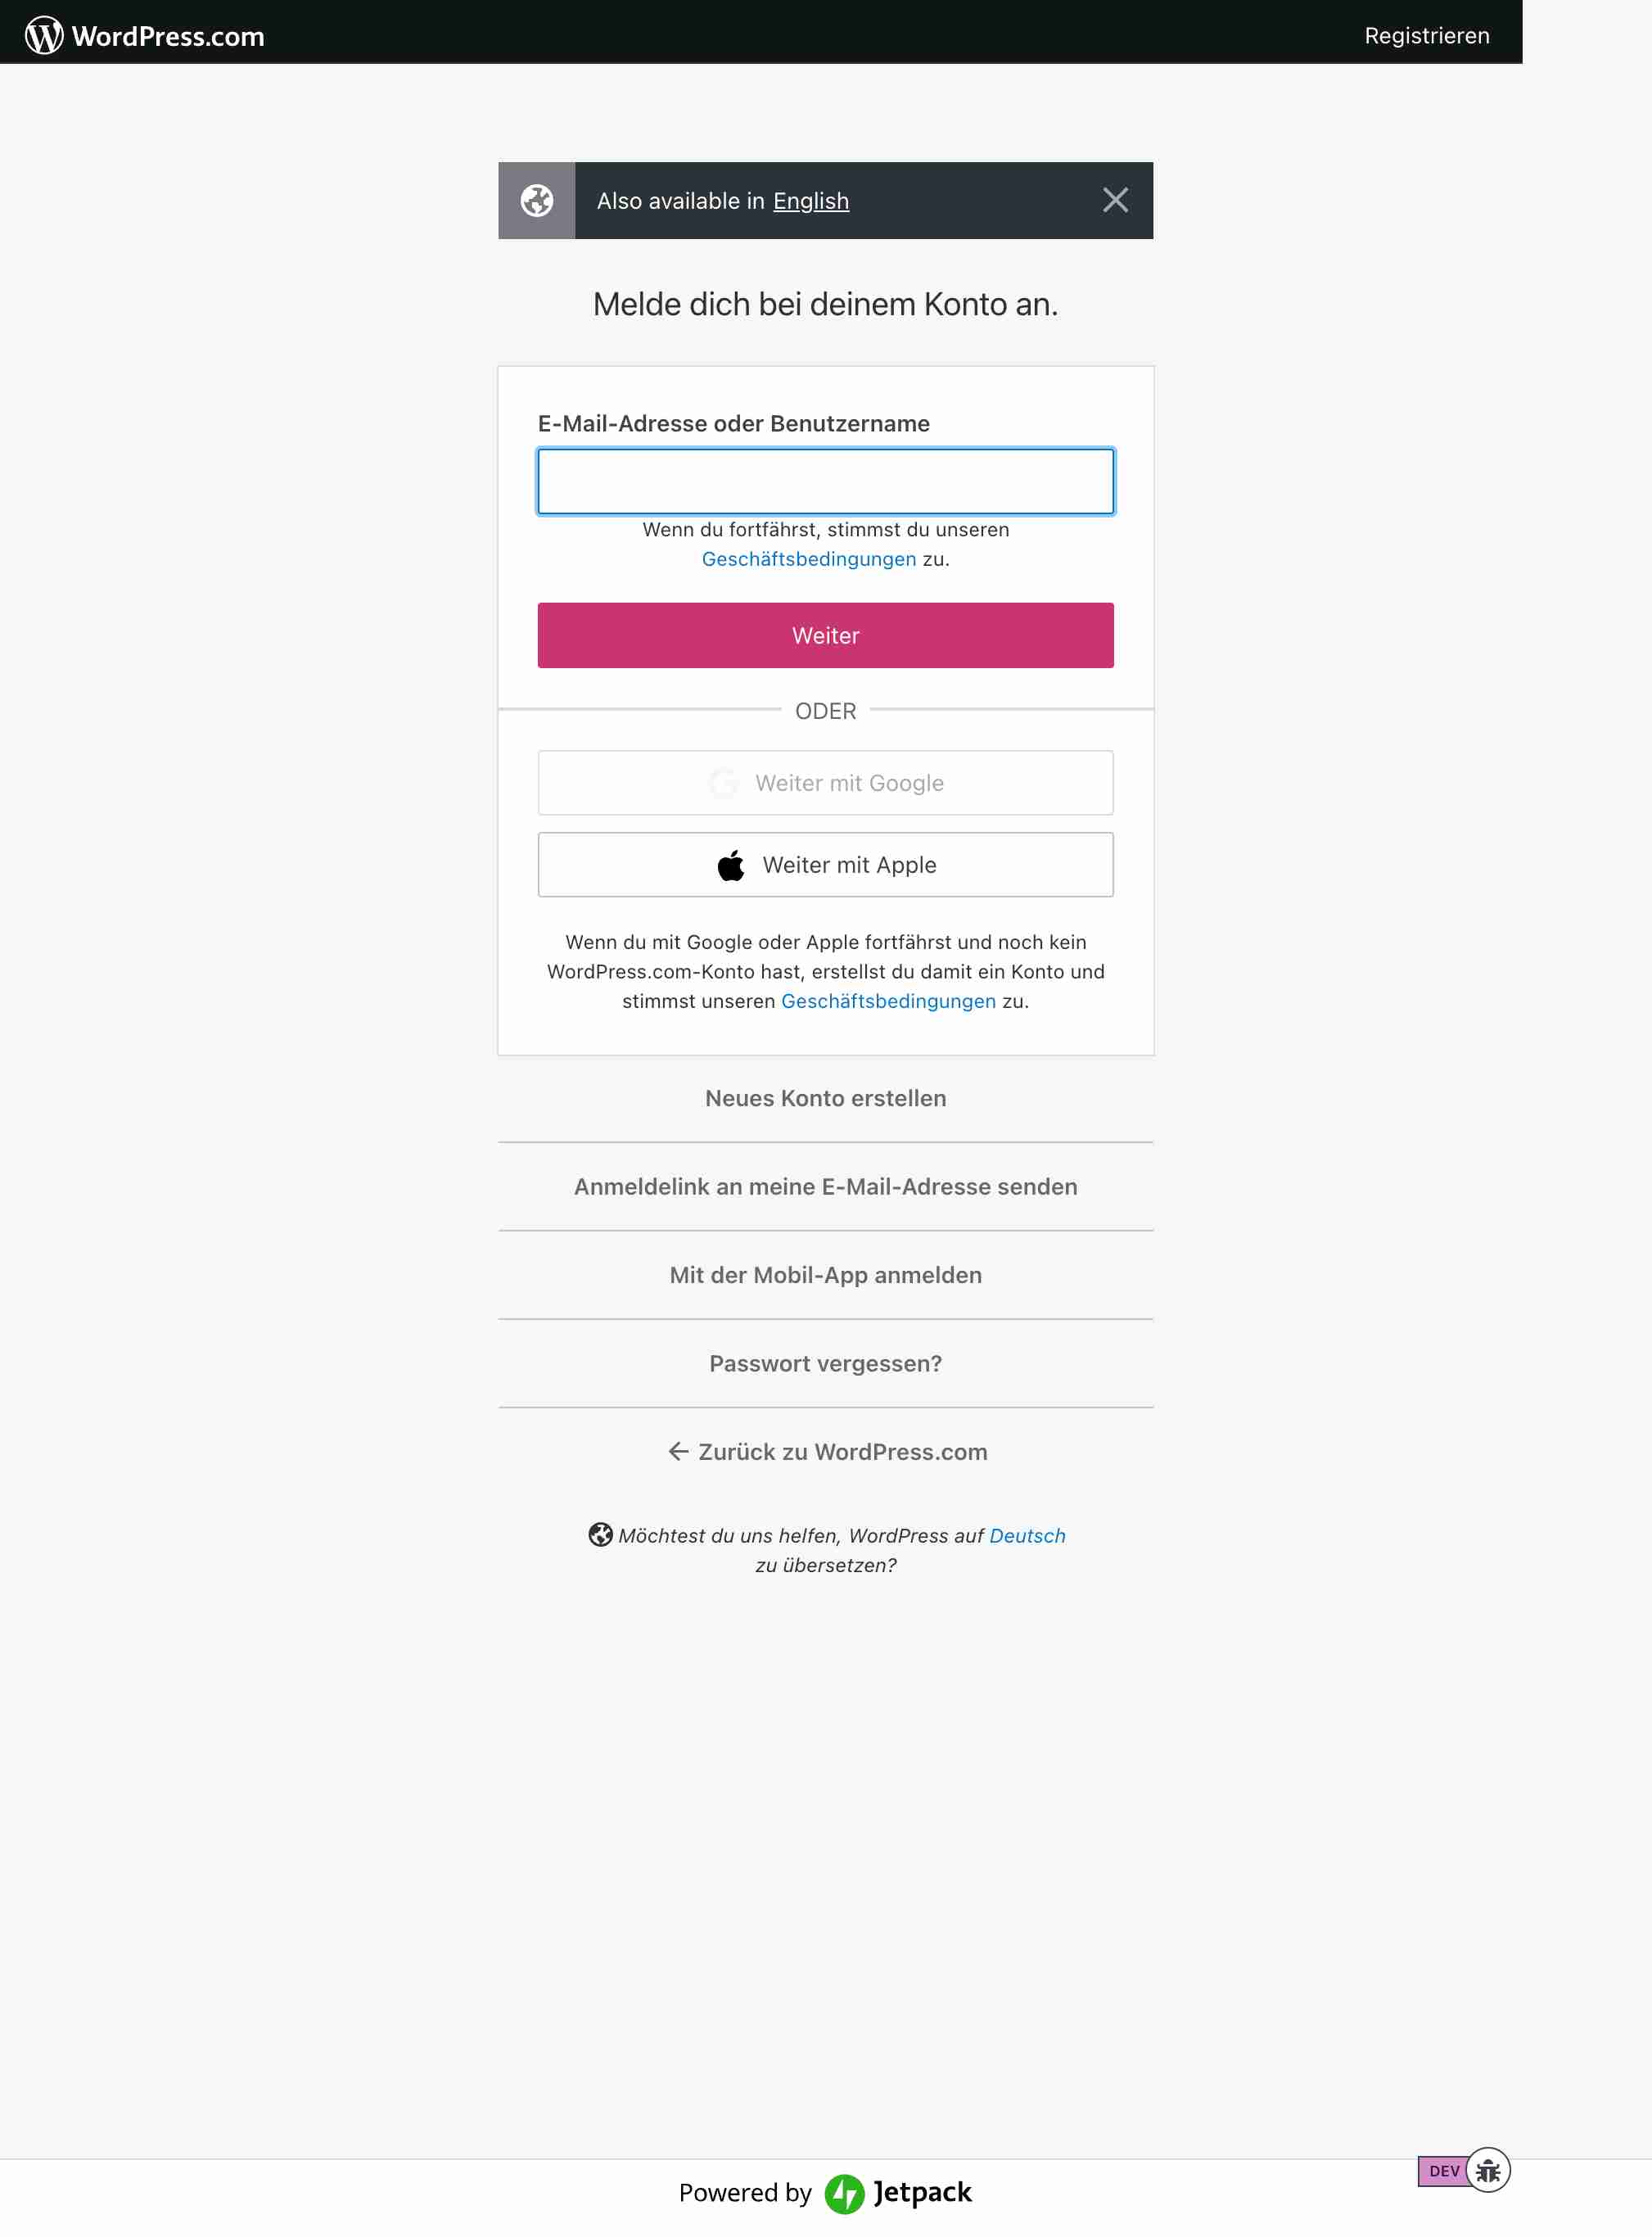 WordPress.com
Registrieren
Also available in English
Melde dich bei deinem Konto an.
E-Mail-Adresse oder Benutzername
Wenn du fortfährst, stimmst du unseren
Geschäftsbedingungen zu.
Weiter
ODER
Weiter mit Google
Weiter mit Apple
Wenn du mit Google oder Apple fortfährst und noch kein
WordPress.com-Konto hast, erstellst du damit ein Konto und
stimmst unseren Geschäftsbedingungen zu.
Neues Konto erstellen
Anmeldelink an meine E-Mail-Adresse senden
Mit der Mobil-App anmelden
Passwort vergessen?
← Zurück zu WordPress.com
Möchtest du uns helfen, WordPress auf Deutsch
zu übersetzen?
DEV
Powered by Jetpack